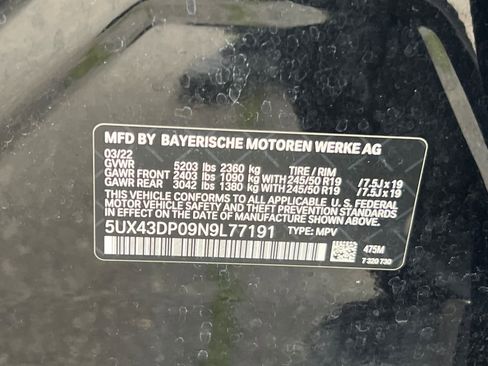 MFD BY BAYERISCHE MOTOREN WERKE AG
03/22
GVWR 5203 lbs 2360 kg TIRE / RIM
GAWR FRONT 2403 lbs 1090 kg WITH 245/50 R19 /7.5J x 19
GAWR REAR 3042 lbs 1380 kg WITH 245/50 R19 /7.5J x 19
THIS VEHICLE CONFORMS TO ALL APPLICABLE U.S. FEDERAL
MOTOR VEHICLE SAFETY STANDARDS IN EFFECT ON
THE DATE OF MANUFACTURE SHOWN ABOVE.
5UX43DP09N9L77191 TYPE: MPV
475M
7 320 730